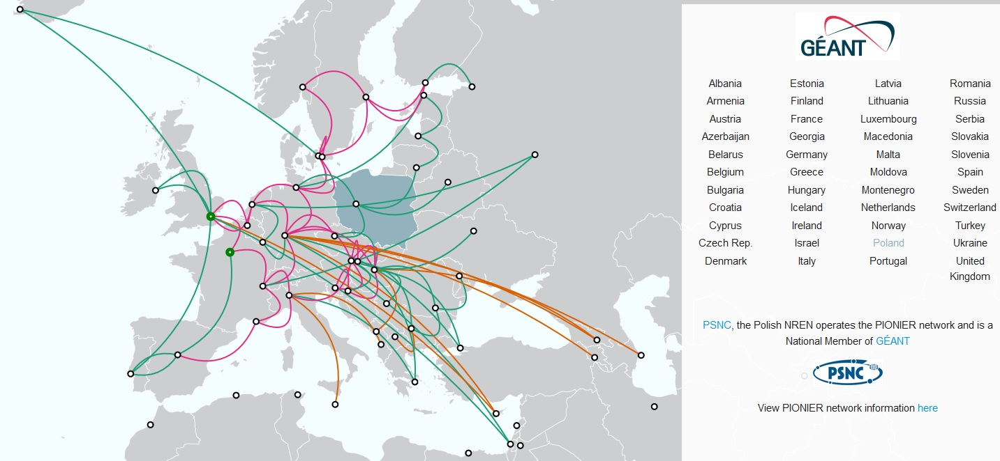 GÉANT
Albania Estonia Latvia Romania
Armenia Finland Lithuania Russia
Austria France Luxembourg Serbia
Azerbaijan Georgia Macedonia Slovakia
Belarus Germany Malta Slovenia
Belgium Greece Moldova Spain
Bulgaria Hungary Montenegro Sweden
Croatia Iceland Netherlands Switzerland
Cyprus Ireland Norway Turkey
Czech Rep. Israel Poland Ukraine
Denmark Italy Portugal United
Kingdom
PSNC, the Polish NREN operates the PIONIER network and is a
National Member of GÉANT
PSNC
View PIONIER network information here